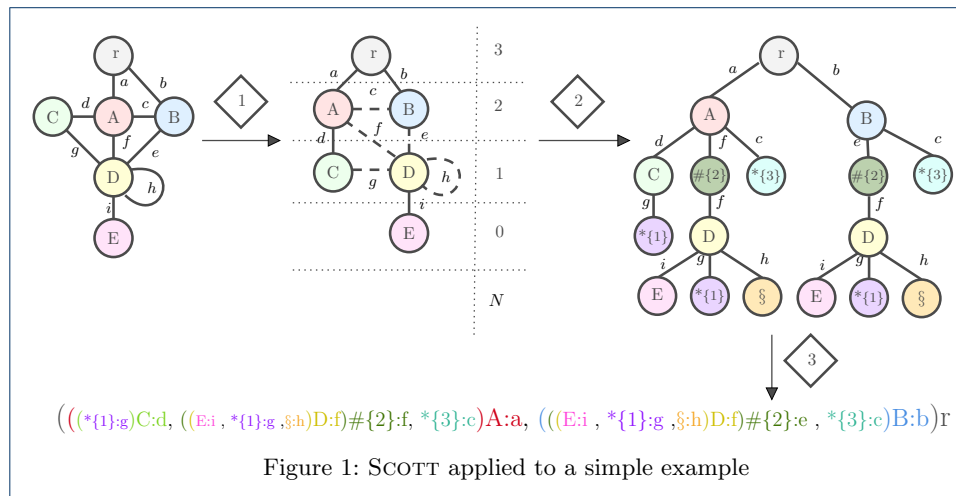 r
a
b
C
d
A
c
B
g
f
e
D
h
i
E
1
r
a
b
3
A
c
B
2
d
f
e
C
g
D
h
1
i
E
0
N
2
r
a
b
A
B
d
f
c
e
c
C
#{2}
*{3}
#{2}
*{3}
g
f
f
*{1}
D
D
i
g
h
i
g
h
E
*{1}
§
E
*{1}
§
3
(((*{1}:g)C:d, ((E:i , *{1}:g ,§:h)D:f)#{2}:f, *{3}:c)A:a, (((E:i , *{1}:g ,§:h)D:f)#{2}:e , *{3}:c)B:b)r
Figure 1: SCOTT applied to a simple example